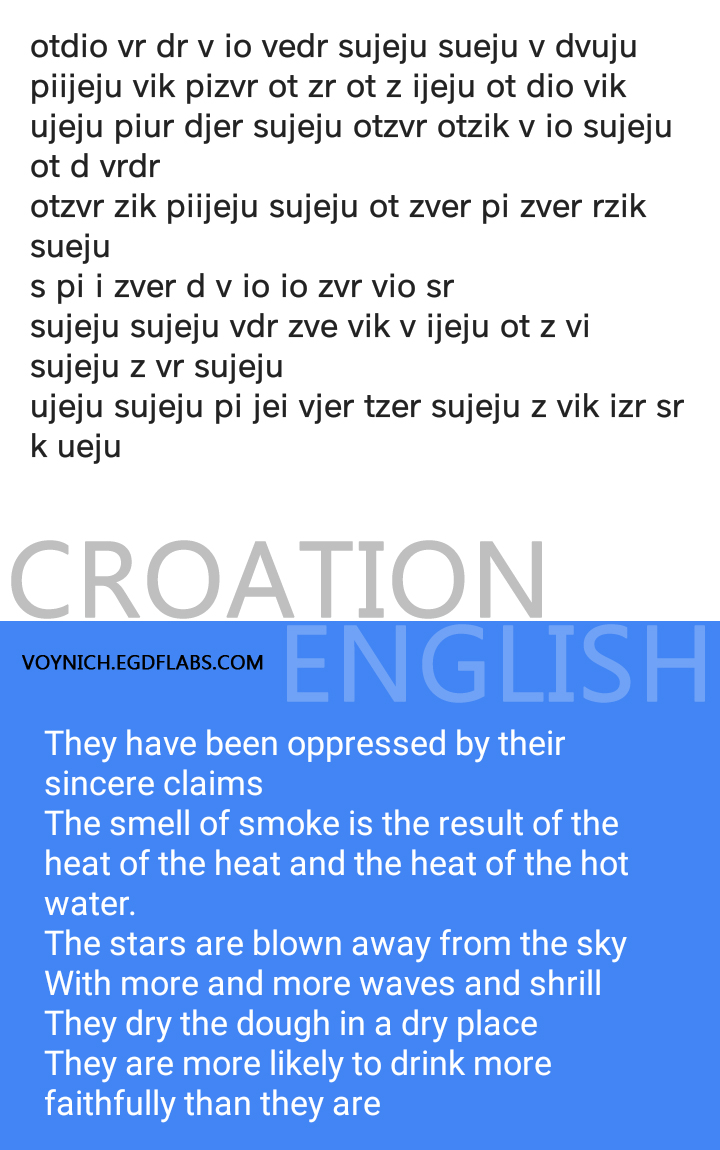 otdio vr dr v io vedr sujeju sueju v dvuju
piijeju vik pizvr ot zr ot z ijeju ot dio vik
ujeju piur djer sujeju otzvr otzik v io sujeju
ot d vrdr
otzvr zik piijeju sujeju ot zver pi zver rzik
sueju
s pi i zver d v io io zvr vio sr
sujeju sujeju vdr zve vik v ijeju ot z vi
sujeju z vr sujeju
ujeju sujeju pi jei vjer tzer sujeju z vik izr sr
k ueju
CROATION
ENGLISH
VOYNICH.EGDFLABS.COM
They have been oppressed by their
sincere claims
The smell of smoke is the result of the
heat of the heat and the heat of the hot
water.
The stars are blown away from the sky
With more and more waves and shrill
They dry the dough in a dry place
They are more likely to drink more
faithfully than they are